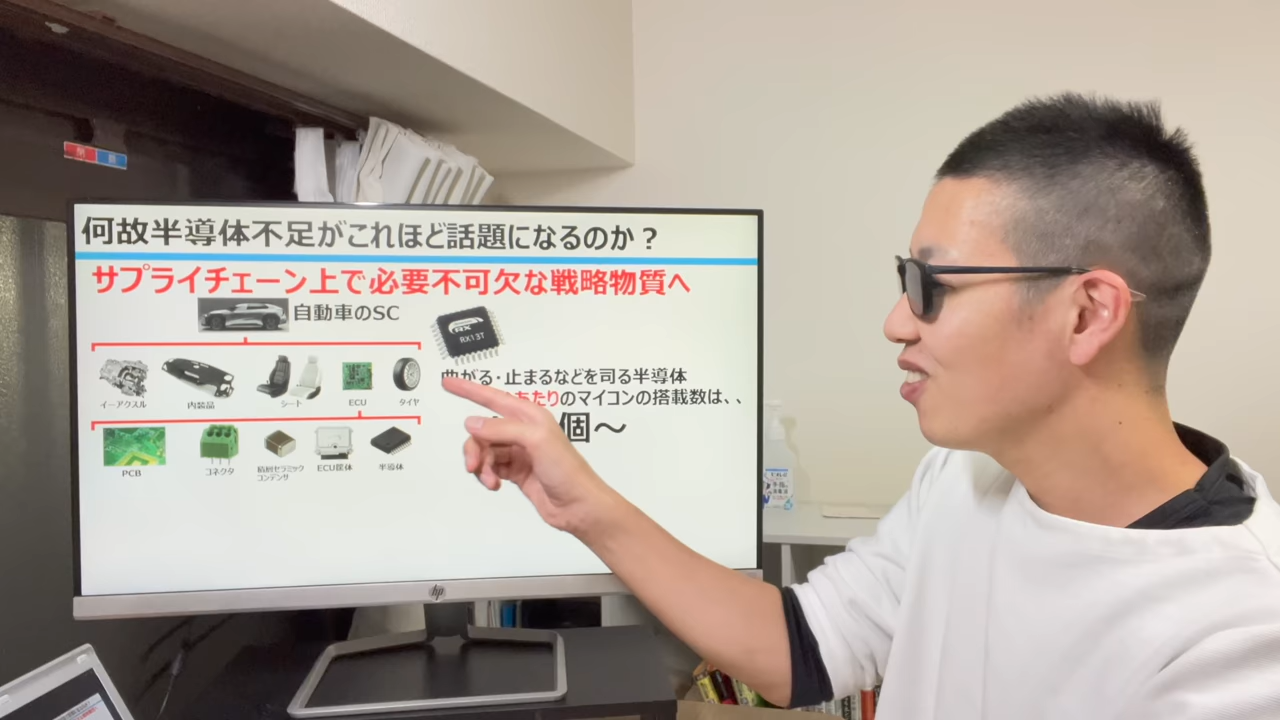 何故半導体不足がこれほど話題になるのか？
サプライチェーン上で必要不可欠な戦略物質へ
自動車のSC
RX
RX13T
イーアクスル
内装品
シート
ECU
タイヤ
曲がる・止まるなどを司る半導体
あたりのマイコンの搭載数は、、
個～
PCB
コネクタ
積層セラミック
コンデンサ
ECU筐体
半導体
hp